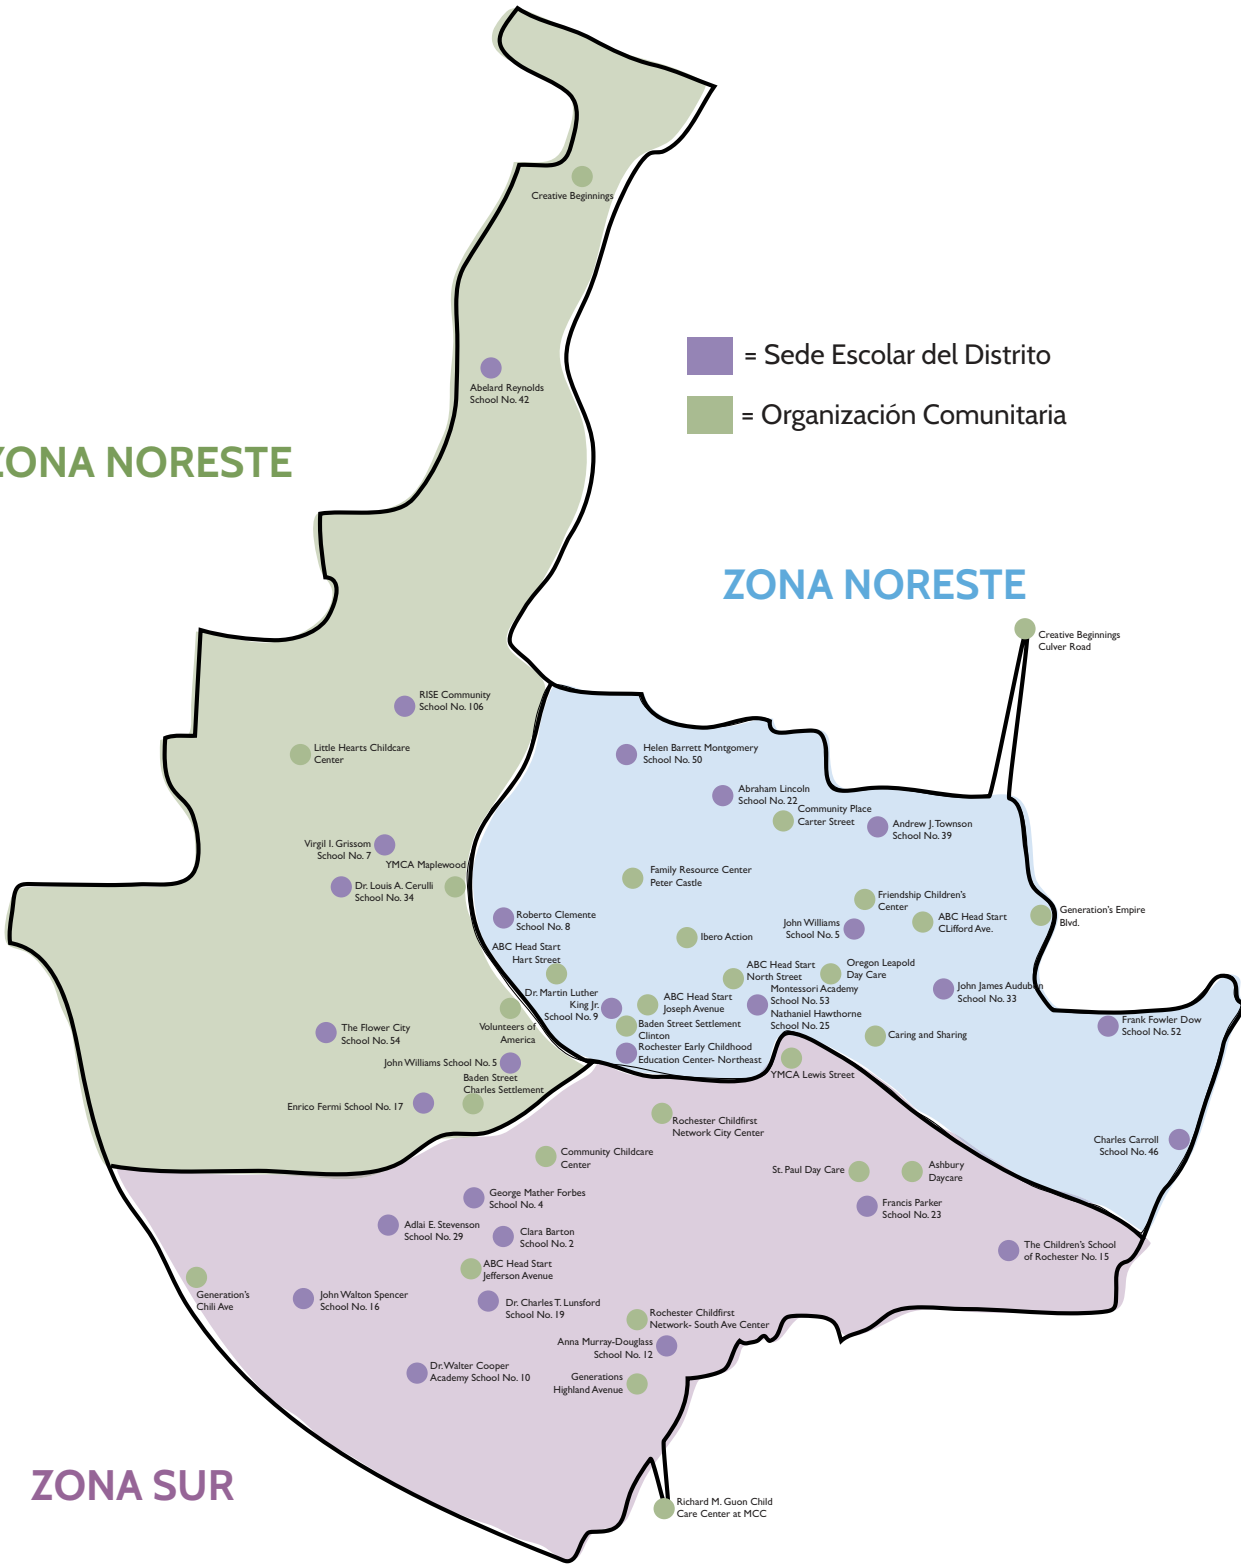 Creative Beginnings
= Sede Escolar del Distrito
= Organización Comunitaria
Abelard Reynolds
School No. 42
ZONA NORESTE
ZONA NORESTE
Creative Beginnings
Culver Road
RISE Community
School No. 106
Little Hearts Childcare
Center
Helen Barrett Montgomery
School No. 50
Abraham Lincoln
School No. 22
Community Place
Carter Street
Andrew J. Townson
School No. 39
Virgil I. Grissom
School No. 7
YMCA Maplewood
Dr. Louis A. Cerulli
School No. 34
Family Resource Center
Peter Castle
Friendship Children's
Center
Roberto Clemente
School No. 8
John Williams
School No. 5
ABC Head Start
CLifford Ave.
Generation's Empire
Blvd.
Ibero Action
ABC Head Start
Hart Street
ABC Head Start
North Street
Oregon Leapold
Day Care
Dr. Martin Luther
King Jr.
School No. 9
ABC Head Start
Joseph Avenue
Montessori Academy
School No. 53
Nathaniel Hawthorne
School No. 25
John James Audubon
School No. 33
Volunteers of
America
Baden Street Settlement
Clinton
Caring and Sharing
Frank Fowler Dow
School No. 52
The Flower City
School No. 54
Rochester Early Childhood
Education Center- Northeast
John Williams School No. 5
YMCA Lewis Street
Baden Street
Charles Settlement
Enrico Fermi School No. 17
Rochester Childfirst
Network City Center
Charles Carroll
School No. 46
Community Childcare
Center
St. Paul Day Care
Ashbury
Daycare
George Mather Forbes
School No. 4
Francis Parker
School No. 23
Adlai E. Stevenson
School No. 29
Clara Barton
School No. 2
The Children's School
of Rochester No. 15
ABC Head Start
Jefferson Avenue
Generation's
Chili Ave
John Walton Spencer
School No. 16
Dr. Charles T. Lunsford
School No. 19
Rochester Childfirst
Network- South Ave Center
Anna Murray-Douglass
School No. 12
Dr. Walter Cooper
Academy School No. 10
Generations
Highland Avenue
ZONA SUR
Richard M. Guon Child
Care Center at MCC